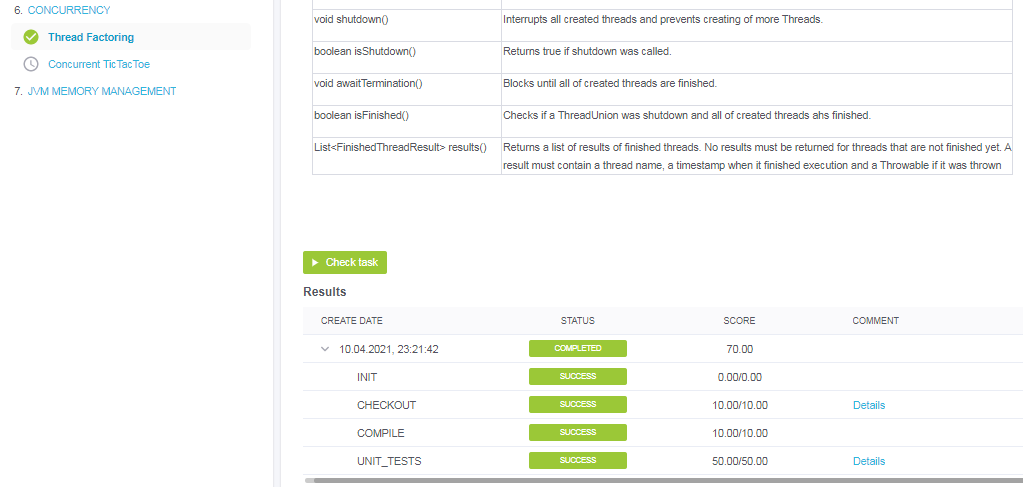 6. CONCURRENCY
Thread Factoring
Concurrent TicTacToe
7. JVM MEMORY MANAGEMENT
void shutdown() Interrupts all created threads and prevents creating of more Threads.
boolean isShutdown() Returns true if shutdown was called.
void awaitTermination() Blocks until all of created threads are finished.
boolean isFinished() Checks if a ThreadUnion was shutdown and all of created threads ahs finished.
List<FinishedThreadResult> results() Returns a list of results of finished threads. No results must be returned for threads that are not finished yet. A
result must contain a thread name, a timestamp when it finished execution and a Throwable if it was thrown
Check task
Results
CREATE DATE STATUS SCORE COMMENT
10.04.2021, 23:21:42 COMPLETED 70.00
INIT SUCCESS 0.00/0.00
CHECKOUT SUCCESS 10.00/10.00 Details
COMPILE SUCCESS 10.00/10.00
UNIT_TESTS SUCCESS 50.00/50.00 Details